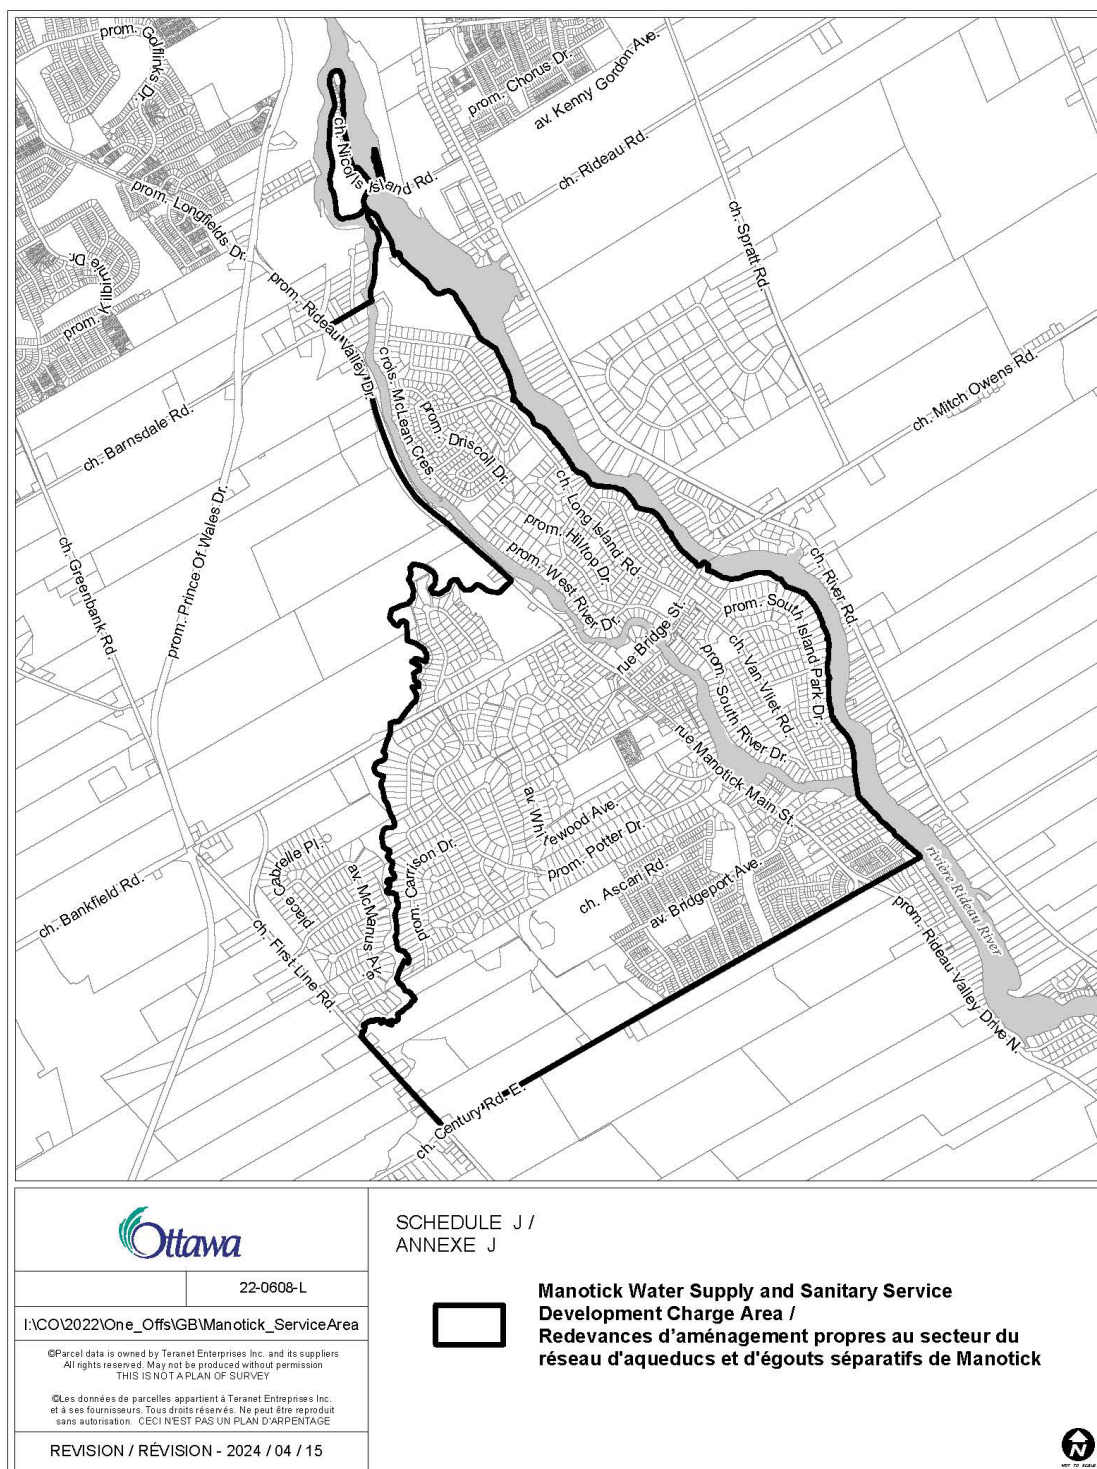 prom. Golflinks Dr.
prom. Chorus Dr.
av. Kenny Gordon Ave.
ch. Rideau Rd.
ch. Nicolls Island Rd.
prom. Longfields Dr.
ch. Spratt Rd.
prom. Kilbirnie Dr.
prom. Rideau Valley Dr.
ch. Mitch Owens Rd.
crois. McLean Cres.
prom. Driscoll Dr.
ch. Barnsdale Rd.
ch. Long Island Rd.
prom. Hilltop Dr.
prom. West River Dr.
ch. Greenbank Rd.
prom. Prince Of Wales Dr.
ch. River Rd.
prom. South Island Park Dr.
rue Bridge St.
ch. Van Vliet Rd.
prom. South River Dr.
rue Manotick Main St.
av. Whi
rewood Ave.
prom. Potter Dr.
prom. Carrison Dr.
ch. Ascari Rd.
av. Bridgeport Ave.
place Cabrelle Pl.
av. McManus Ave.
ch. Bankfield Rd.
ch. First Line Rd.
rivière Rideau River
prom. Rideau Valley Drive N.
ch. Century Rd. E.
Ottawa
22-0608-L
I:\CO\2022\One_Offs\GB\Manotick_ServiceArea
©Parcel data is owned by Teranet Enterprises Inc. and its suppliers
All rights reserved. May not be produced without permission
THIS IS NOT A PLAN OF SURVEY
©Les données de parcelles appartient à Teranet Entreprises Inc.
et à ses fournisseurs. Tous droits réservés. Ne peut être reproduit
sans autorisation. CECI N'EST PAS UN PLAN D'ARPENTAGE
REVISION / RÉVISION - 2024 / 04 / 15
SCHEDULE J /
ANNEXE J
Manotick Water Supply and Sanitary Service
Development Charge Area /
Redevances d'aménagement propres au secteur du
réseau d'aqueducs et d'égouts séparatifs de Manotick
N
NOT TO SCALE